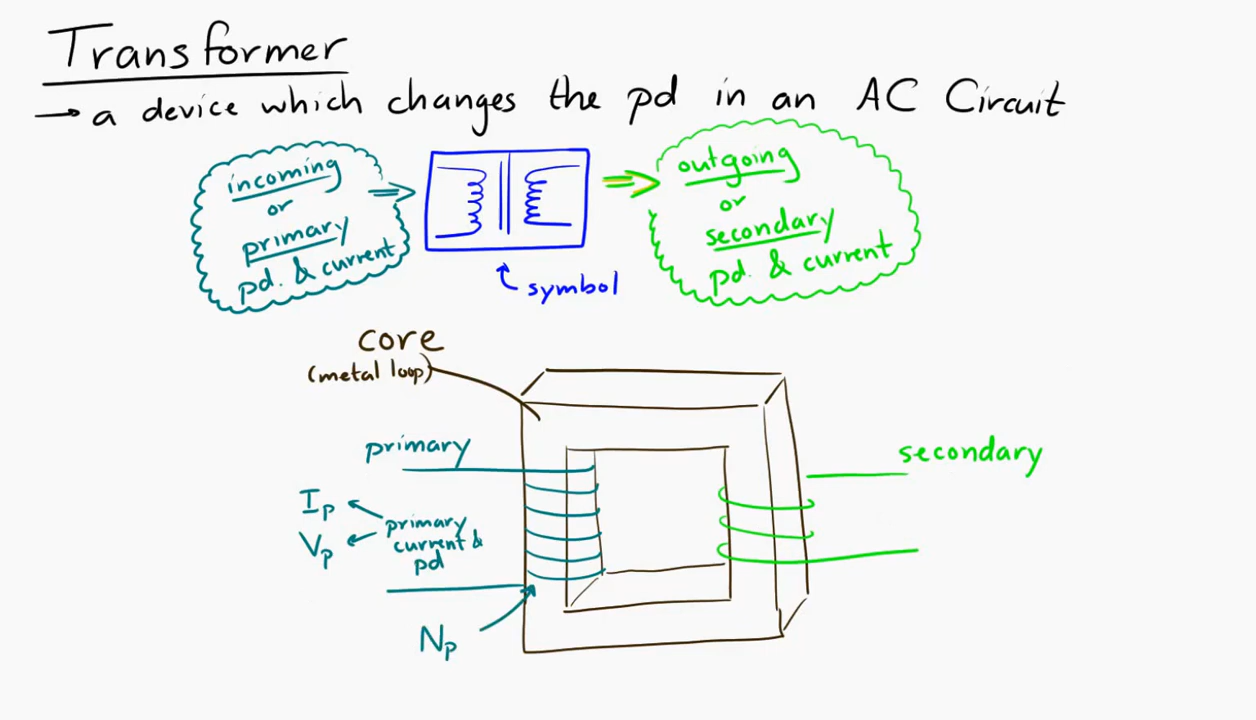 Transformer
→ a device which changes the pd in an AC Circuit
incoming
or
primary
pd. & current
outgoing
or
secondary
pd. & current
symbol
core
(metal loop)
primary
secondary
Ip
Vp
primary
current &
pd
Np